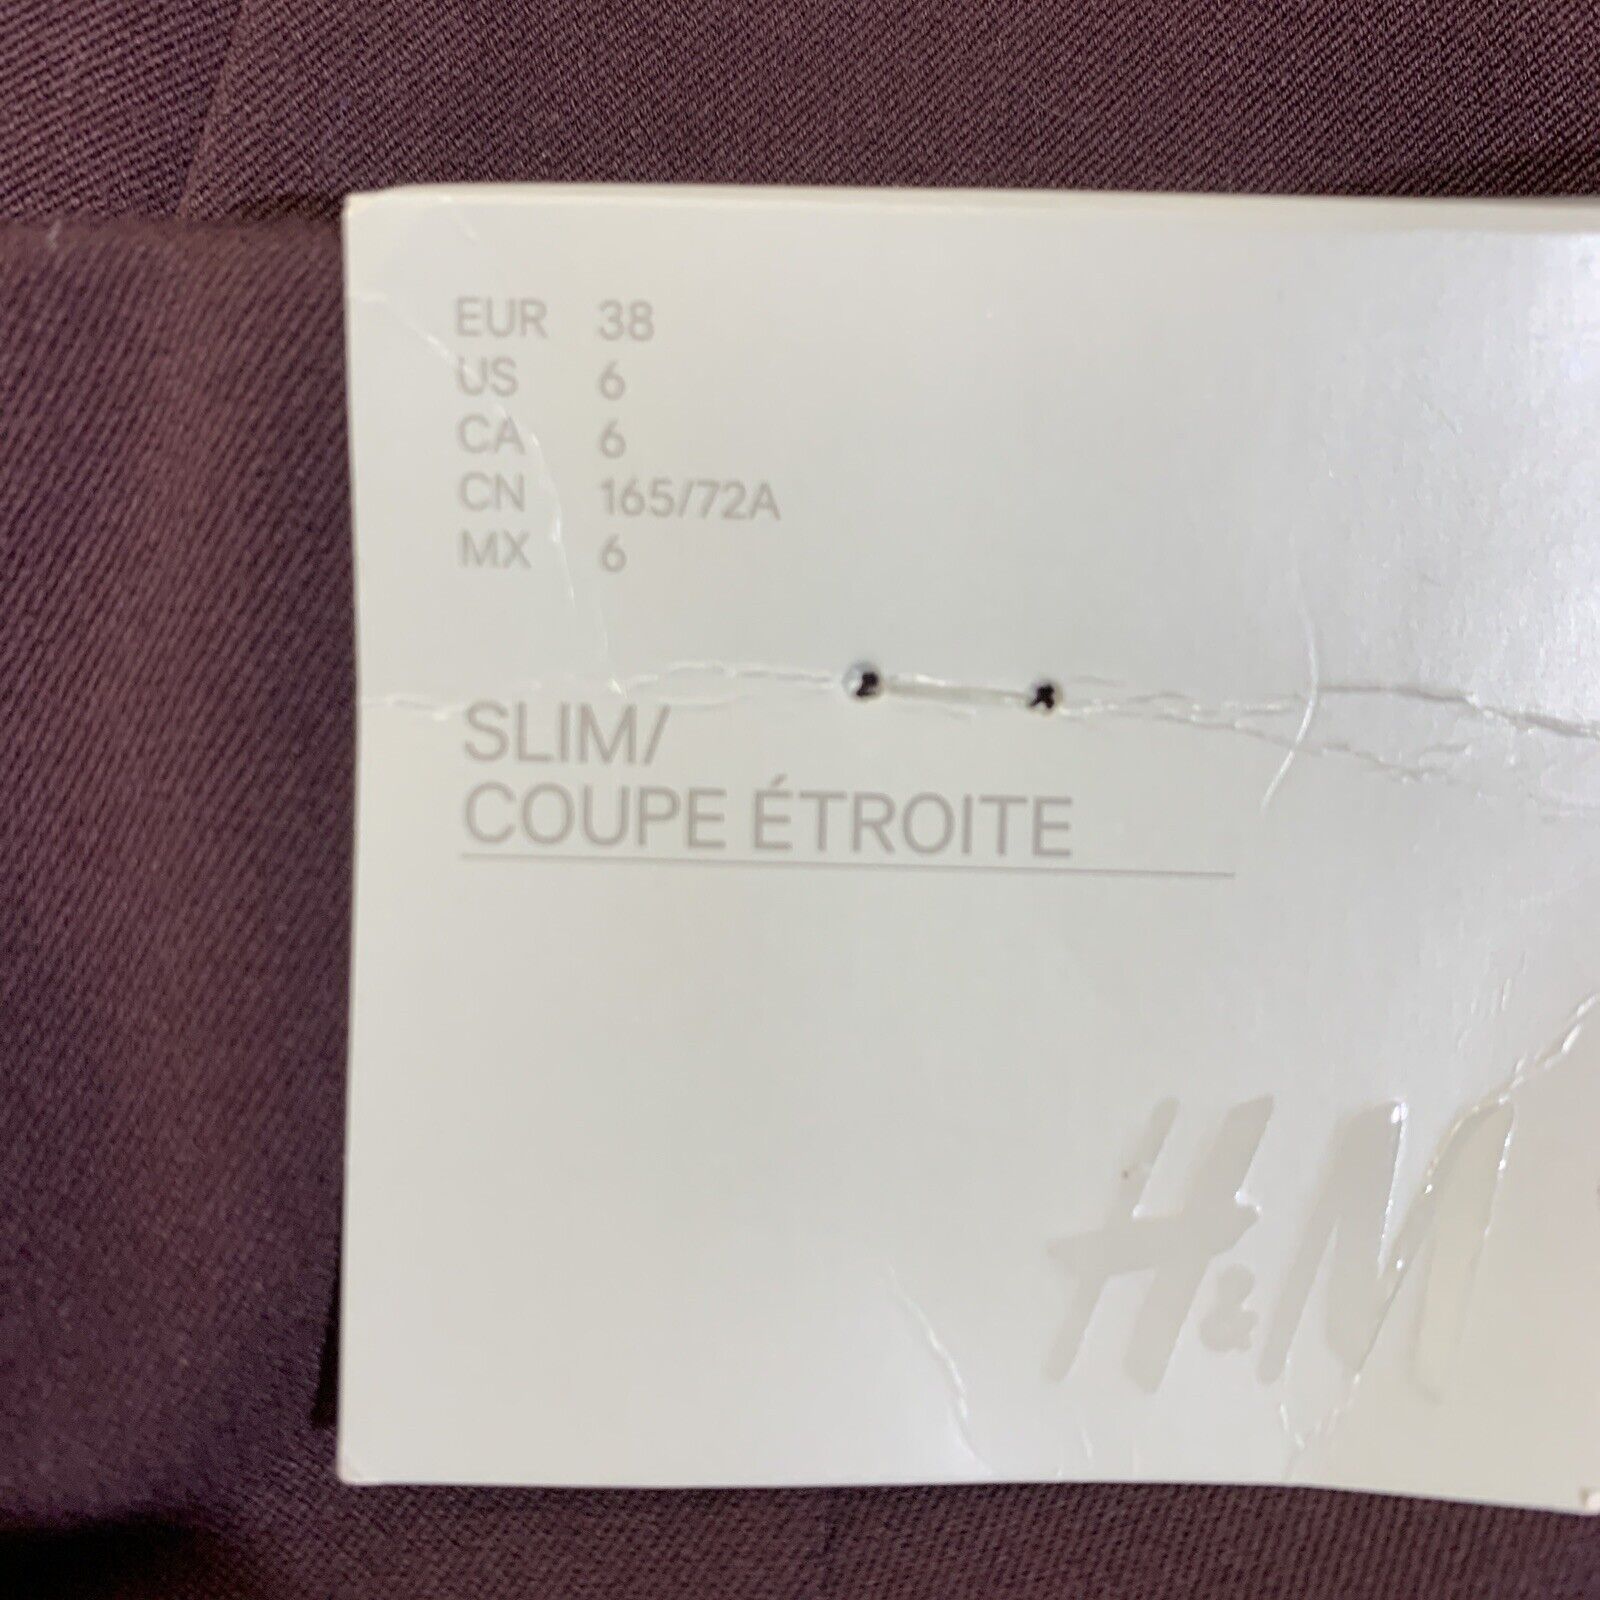 EUR 38
US 6
CA 6
CN 165/72A
MX 6
SLIM/
COUPE ÉTROITE
H&M